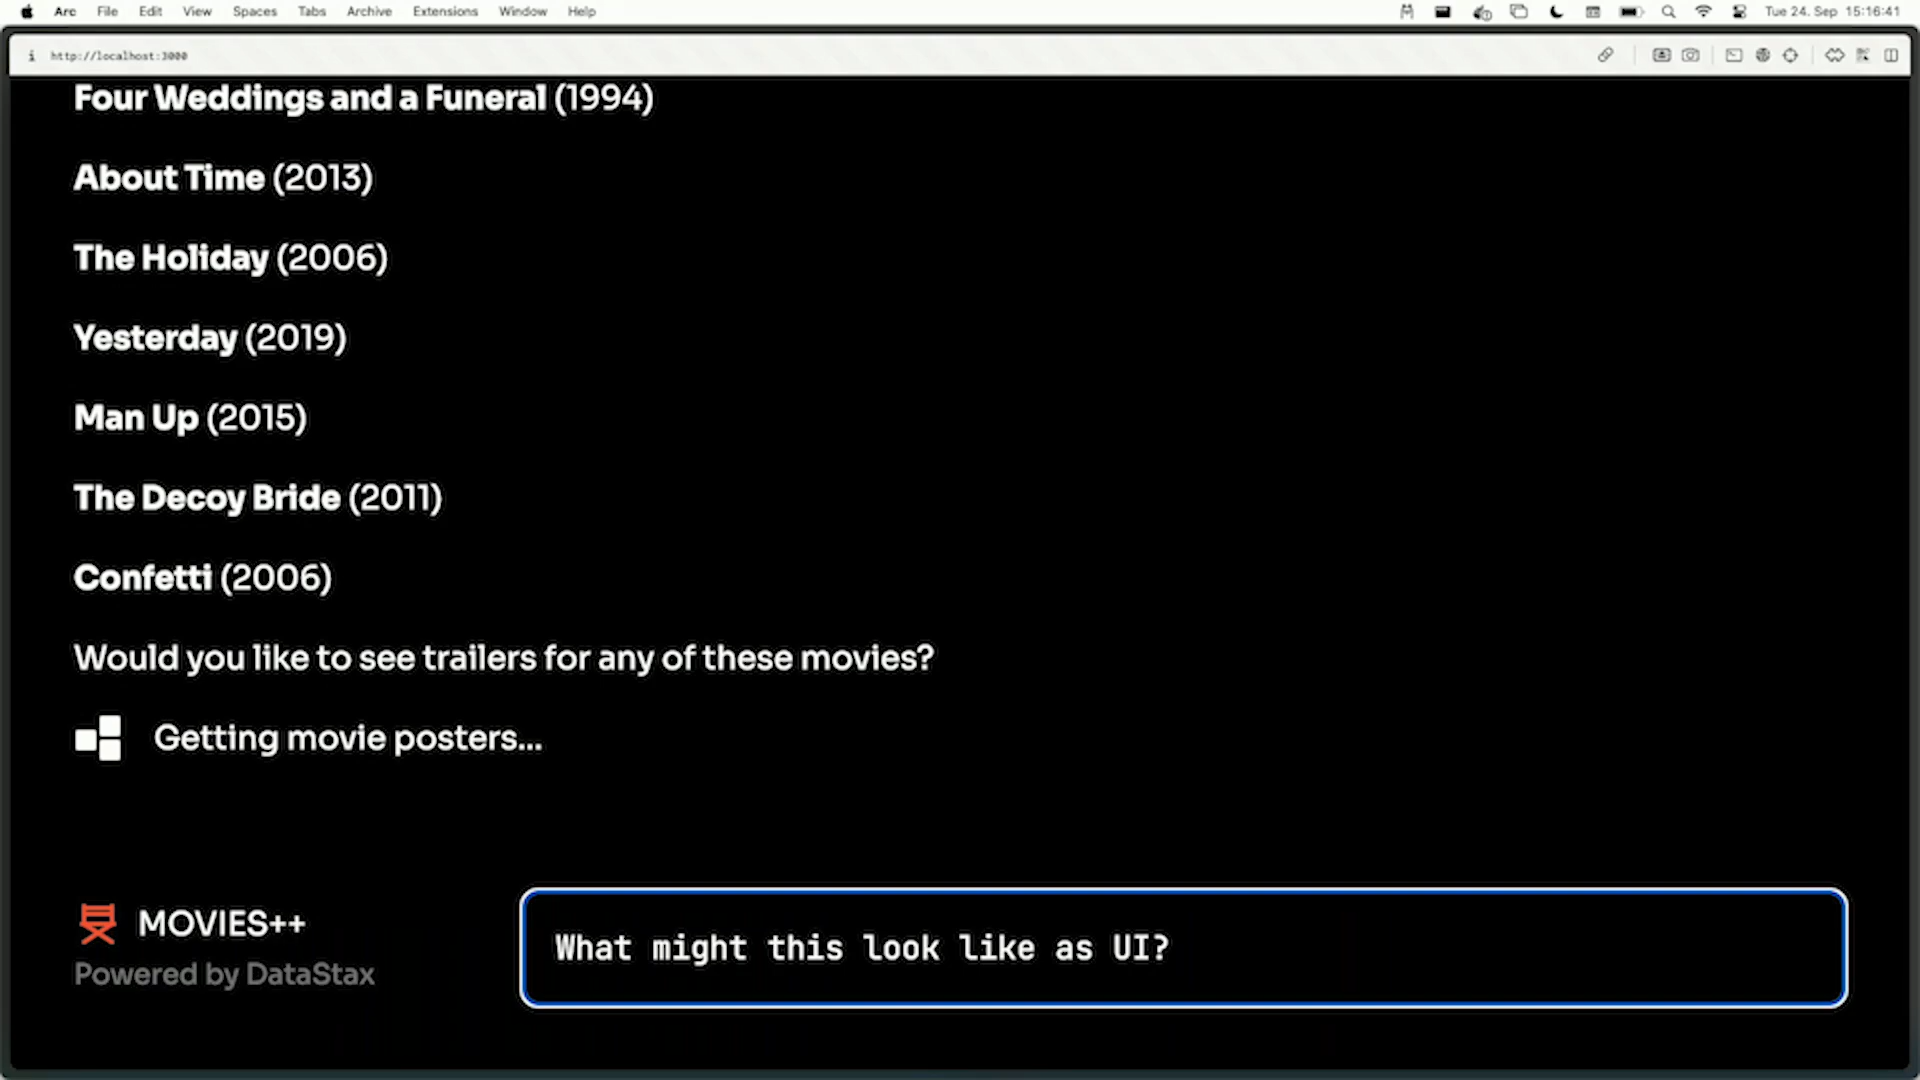 Arc File Edit View Spaces Tabs Archive Extensions Window Help Tue 24. Sep 15:16:41
http://localhost:3000
Four Weddings and a Funeral (1994)
About Time (2013)
The Holiday (2006)
Yesterday (2019)
Man Up (2015)
The Decoy Bride (2011)
Confetti (2006)
Would you like to see trailers for any of these movies?
Getting movie posters...
MOVIES++
Powered by DataStax
What might this look like as UI?